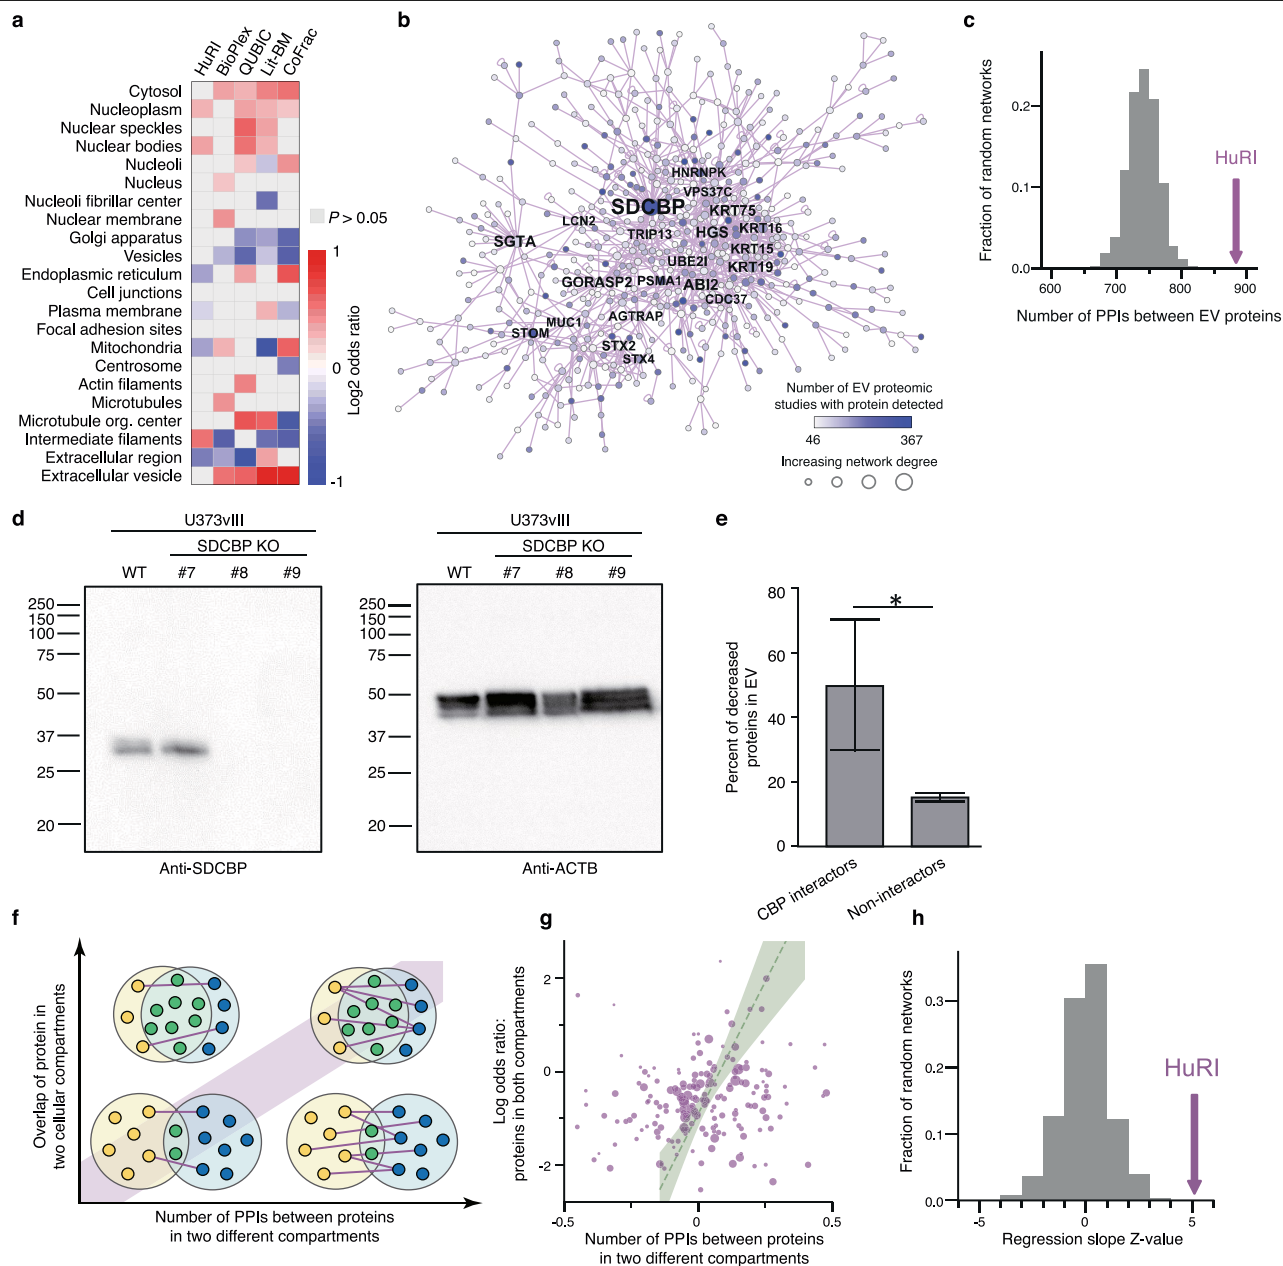 a
HuRI
BioPlex
QUBIC
Lit-BM
CoFrac
Cytosol
Nucleoplasm
Nuclear speckles
Nuclear bodies
Nucleoli
Nucleus
Nucleoli fibrillar center
Nuclear membrane
Golgi apparatus
Vesicles
Endoplasmic reticulum
Cell junctions
Plasma membrane
Focal adhesion sites
Mitochondria
Centrosome
Actin filaments
Microtubules
Microtubule org. center
Intermediate filaments
Extracellular region
Extracellular vesicle
P > 0.05
1
0
-1
Log2 odds ratio
b
HNRNPK
VPS37C
SDCBP
KRT75
LCN2
TRIP13
HGS
KRT16
SGTA
KRT15
UBE2I
KRT19
GORASP2
PSMA1
ABI2
CDC37
AGTRAP
MUC1
STOM
STX2
STX4
Number of EV proteomic
studies with protein detected
46
367
Increasing network degree
c
Fraction of random networks
0.2
0.1
0.0
HuRI
600
700
800
900
Number of PPIs between EV proteins
d
U373vIII
SDCBP KO
WT
#7
#8
#9
250
150
100
75
50
37
25
20
Anti-SDCBP
U373vIII
SDCBP KO
WT
#7
#8
#9
250
150
100
75
50
37
25
20
Anti-ACTB
e
Percent of decreased
proteins in EV
80
60
40
20
0
*
CBP interactors
Non-interactors
f
Overlap of protein in
two cellular compartments
Number of PPIs between proteins
in two different compartments
g
Log odds ratio:
proteins in both compartments
2
0
-2
-0.5
0
0.5
Number of PPIs between proteins
in two different compartments
h
Fraction of random networks
0.3
0.2
0.1
0.0
HuRI
-5
0
5
Regression slope Z-value